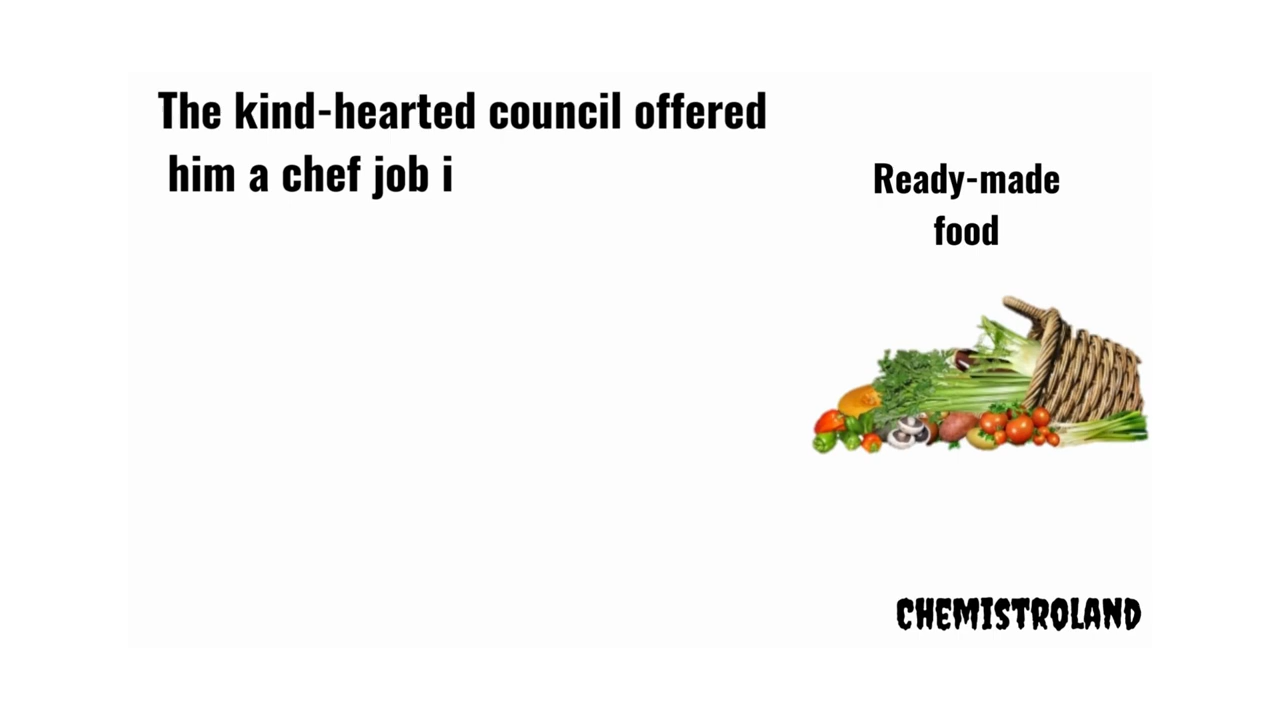 The kind-hearted council offered
him a chef job i
Ready-made
food
CHEMISTROLAND